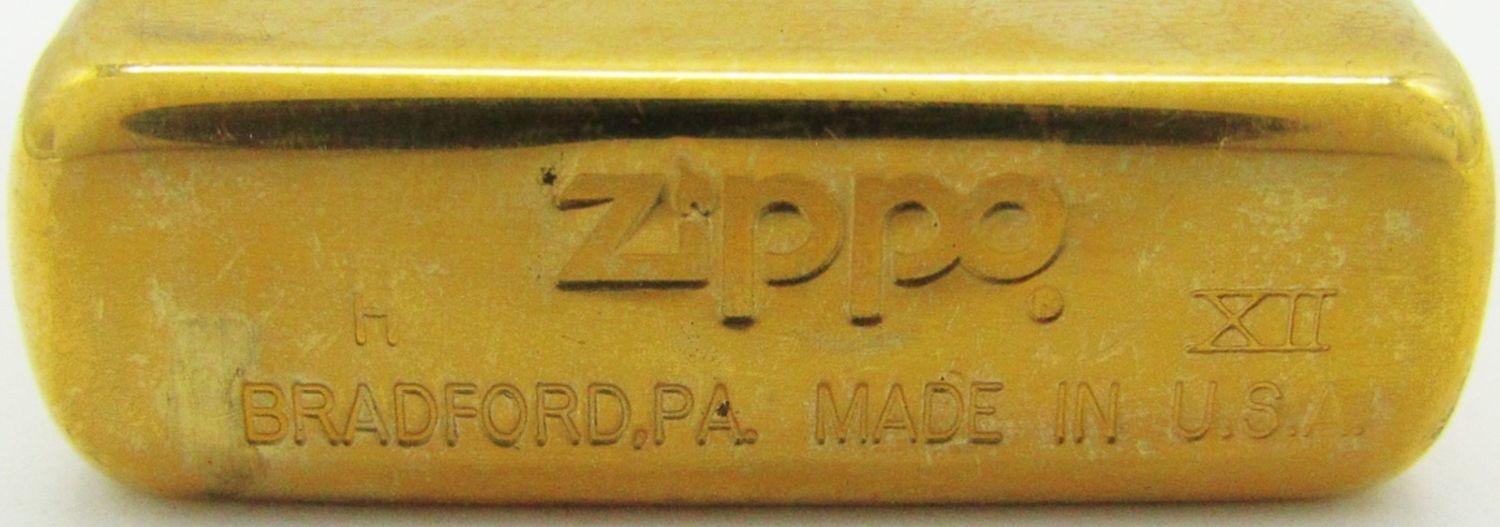 zippo
H XII
BRADFORD,PA. MADE IN U.S.A.